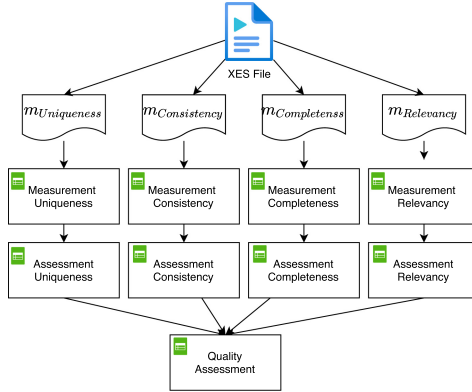 XES File
m_Uniqueness
m_Consistency
m_Completenss
m_Relevancy
Measurement
Uniqueness
Measurement
Consistency
Measurement
Completeness
Measurement
Relevancy
Assessment
Uniqueness
Assessment
Consistency
Assessment
Completeness
Assessment
Relevancy
Quality
Assessment